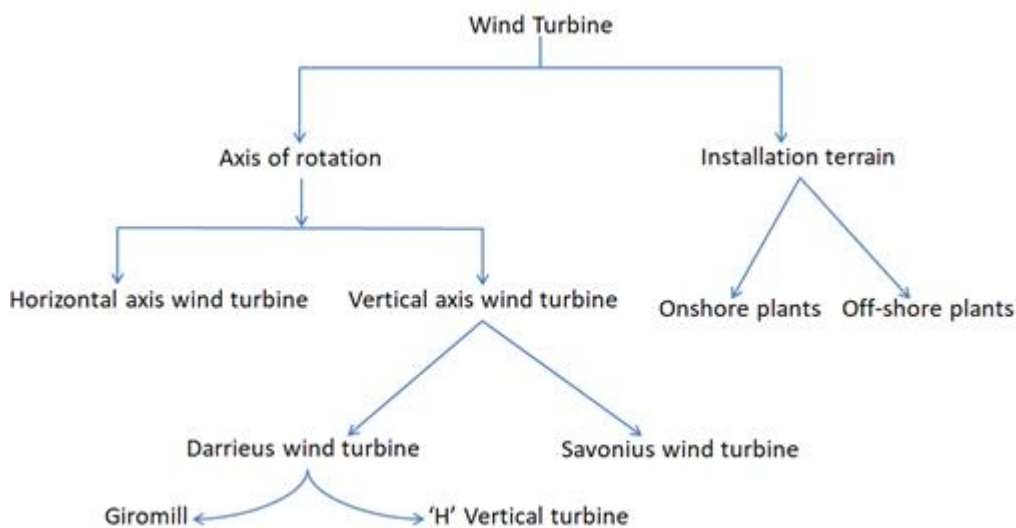 Wind Turbine
Axis of rotation
Installation terrain
Horizontal axis wind turbine
Vertical axis wind turbine
Onshore plants
Off-shore plants
Darrieus wind turbine
Savonius wind turbine
Giromill
‘H’ Vertical turbine